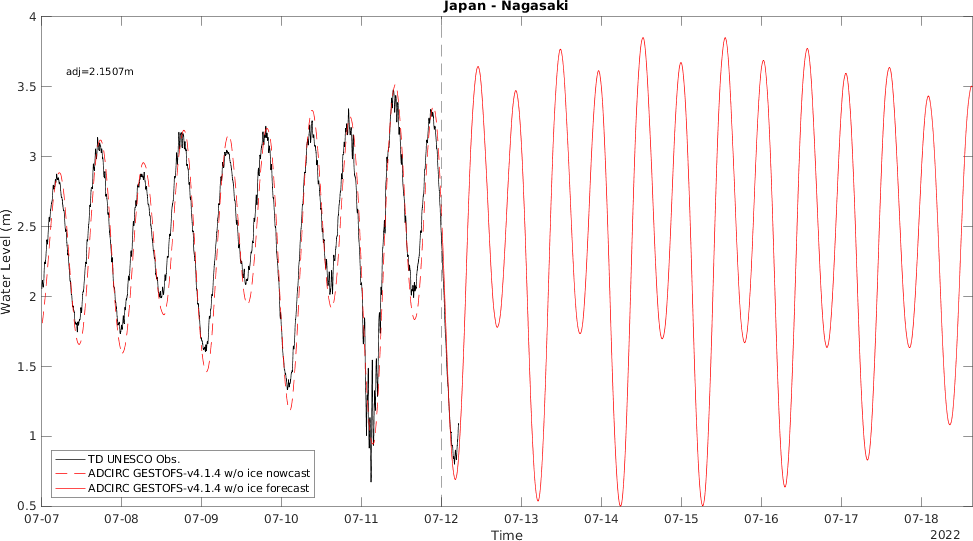 Japan - Nagasaki
4
adj=2.1507m
3.5
3
2.5
Water Level (m)
2
1.5
1
TD UNESCO Obs.
ADCIRC GESTOFS-v4.1.4 w/o ice nowcast
ADCIRC GESTOFS-v4.1.4 w/o ice forecast
0.5
07-07 07-08 07-09 07-10 07-11 07-12 07-13 07-14 07-15 07-16 07-17 07-18
Time
2022